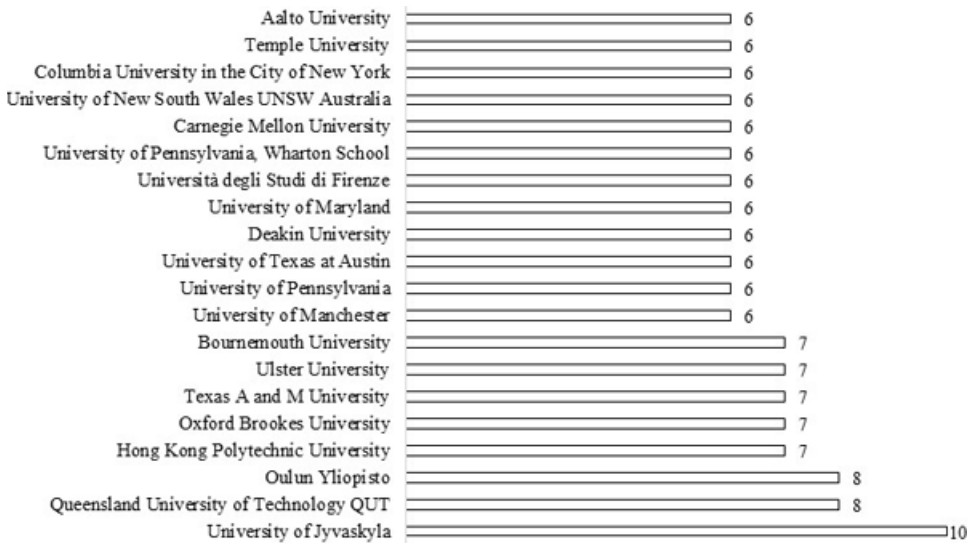 Aalto University 6
Temple University 6
Columbia University in the City of New York 6
University of New South Wales UNSW Australia 6
Carnegie Mellon University 6
University of Pennsylvania, Wharton School 6
Università degli Studi di Firenze 6
University of Maryland 6
Deakin University 6
University of Texas at Austin 6
University of Pennsylvania 6
University of Manchester 6
Bournemouth University 7
Ulster University 7
Texas A and M University 7
Oxford Brookes University 7
Hong Kong Polytechnic University 7
Oulun Yliopisto 8
Queensland University of Technology QUT 8
University of Jyvaskyla 10